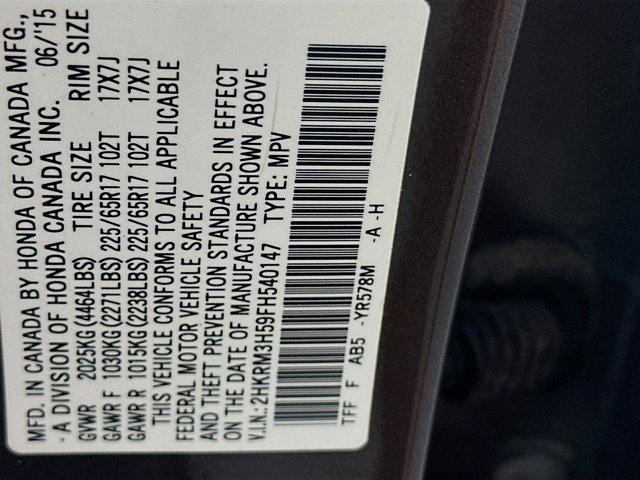 MFD. IN CANADA BY HONDA OF CANADA MFG.,
- A DIVISION OF HONDA CANADA INC. 06/'15
GVWR 2025KG(4464LBS) TIRE SIZE RIM SIZE
GAWR F 1030KG(2271LBS) 225/65R17 102T 17X7J
GAWR R 1015KG(2238LBS) 225/65R17 102T 17X7J
THIS VEHICLE CONFORMS TO ALL APPLICABLE
FEDERAL MOTOR VEHICLE SAFETY
AND THEFT PREVENTION STANDARDS IN EFFECT
ON THE DATE OF MANUFACTURE SHOWN ABOVE.
V.I.N.: 2HKRM3H59FH540147 TYPE: MPV
TFF F AB5 -YR578M -A -H